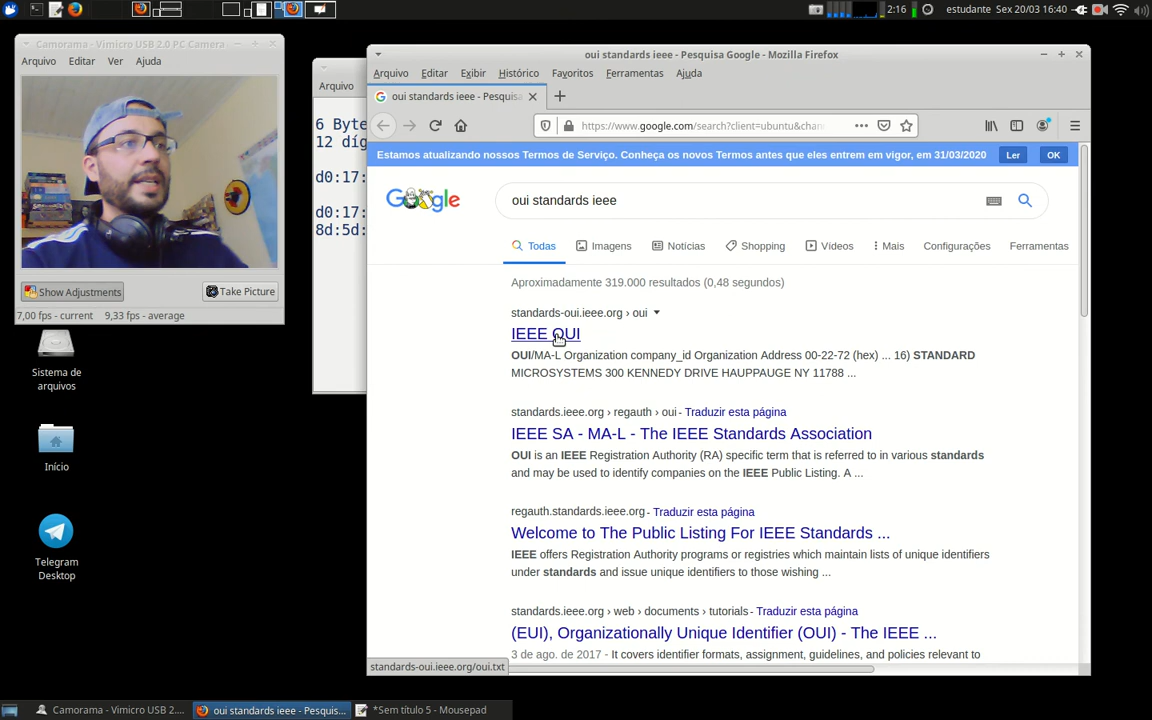 2:16
estudante
Sex 20/03 16:40
Camorama - Vimicro USB 2.0 PC Camera
Arquivo Editar Ver Ajuda
Show Adjustments
Take Picture
7,00 fps - current
9,33 fps - average
Sistema de
arquivos
Início
Telegram
Desktop
Arquivo
6 Byte
12 díg
d0:17:
d0:17:
8d:5d:
oui standards ieee - Pesquisa Google - Mozilla Firefox
Arquivo Editar Exibir Histórico Favoritos Ferramentas Ajuda
oui standards ieee - Pesquisa
https://www.google.com/search?client=ubuntu&chan
Estamos atualizando nossos Termos de Serviço. Conheça os novos Termos antes que eles entrem em vigor, em 31/03/2020
Ler
OK
oui standards ieee
Todas Imagens Notícias Shopping Vídeos Mais Configurações Ferramentas
Aproximadamente 319.000 resultados (0,48 segundos)
standards-oui.ieee.org › oui
IEEE OUI
OUI/MA-L Organization company_id Organization Address 00-22-72 (hex) ... 16) STANDARD
MICROSYSTEMS 300 KENNEDY DRIVE HAUPPAUGE NY 11788 ...
standards.ieee.org › regauth › oui - Traduzir esta página
IEEE SA - MA-L - The IEEE Standards Association
OUI is an IEEE Registration Authority (RA) specific term that is referred to in various standards
and may be used to identify companies on the IEEE Public Listing. A ...
regauth.standards.ieee.org - Traduzir esta página
Welcome to The Public Listing For IEEE Standards ...
IEEE offers Registration Authority programs or registries which maintain lists of unique identifiers
under standards and issue unique identifiers to those wishing ...
standards.ieee.org › web › documents › tutorials - Traduzir esta página
(EUI), Organizationally Unique Identifier (OUI) - The IEEE ...
3 de ago. de 2017 - It covers identifier formats, assignment, guidelines, and policies relevant to
standards-oui.ieee.org/oui.txt
Camorama - Vimicro USB 2....
oui standards ieee - Pesquis...
*Sem título 5 - Mousepad